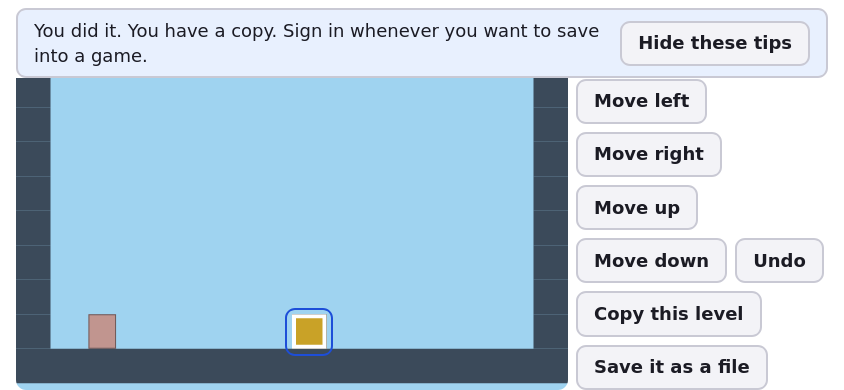 You did it. You have a copy. Sign in whenever you want to save
into a game.
Hide these tips
Move left
Move right
Move up
Move down
Undo
Copy this level
Save it as a file